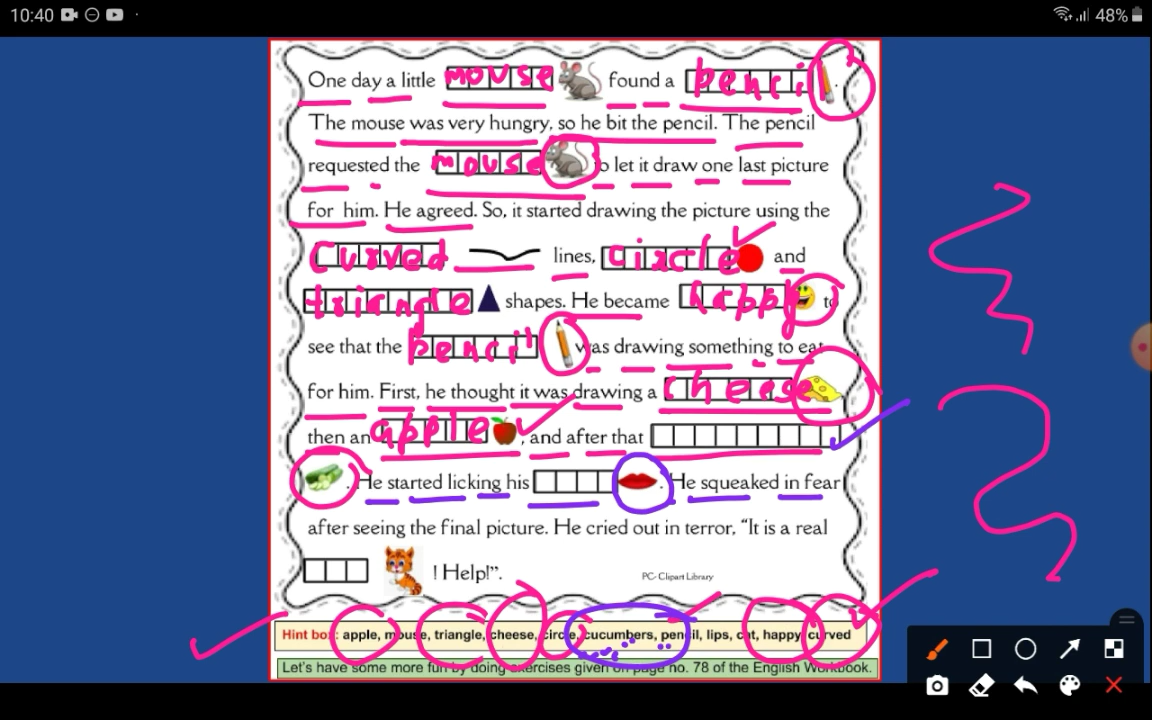 10:40 48%
One day a little mouse found a penci.
The mouse was very hungry, so he bit the pencil. The pencil
requested the mouse to let it draw one last picture
for him. He agreed. So, it started drawing the picture using the
Curved lines, circle and
triangle shapes. He became happy to
see that the pencil was drawing something to eat
for him. First, he thought it was drawing a cheese
then an apple, and after that
. He started licking his . He squeaked in fear
after seeing the final picture. He cried out in terror, “It is a real
! Help!”.
PC- Clipart Library
Hint box: apple, mouse, triangle, cheese, circle, cucumbers, pencil, lips, cat, happy curved
Let's have some more fun by doing exercises given on page no. 78 of the English Workbook.